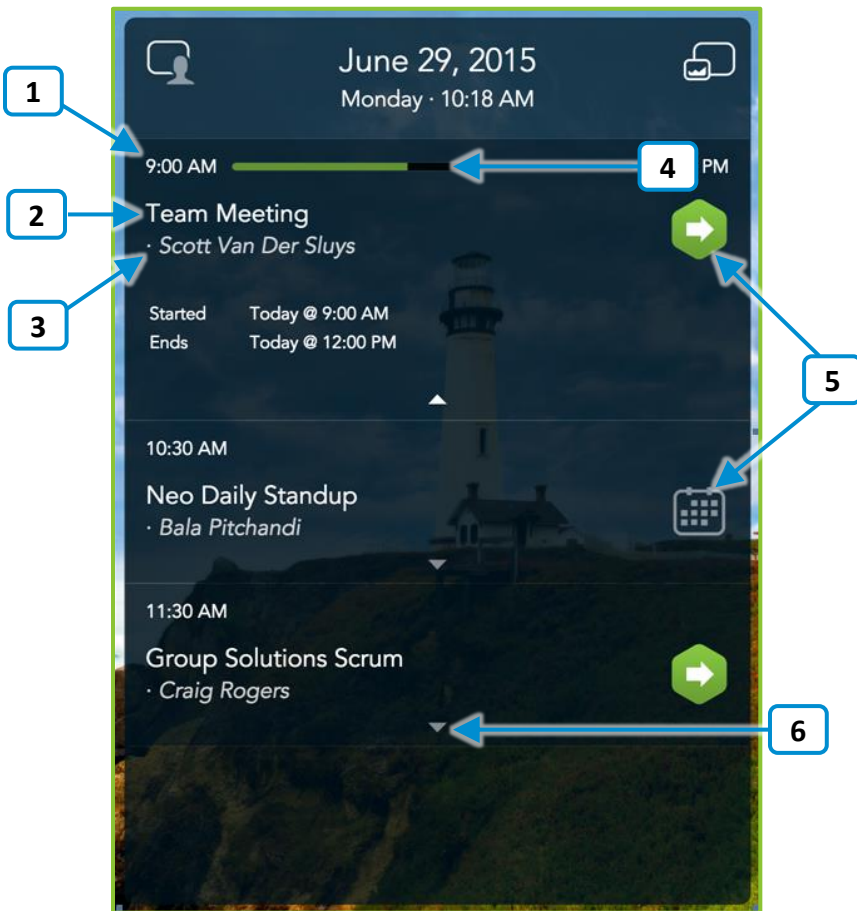 June 29, 2015
Monday · 10:18 AM
1
9:00 AM
4
PM
2
Team Meeting
· Scott Van Der Sluys
3
Started Today @ 9:00 AM
Ends Today @ 12:00 PM
5
10:30 AM
Neo Daily Standup
· Bala Pitchandi
11:30 AM
Group Solutions Scrum
· Craig Rogers
6